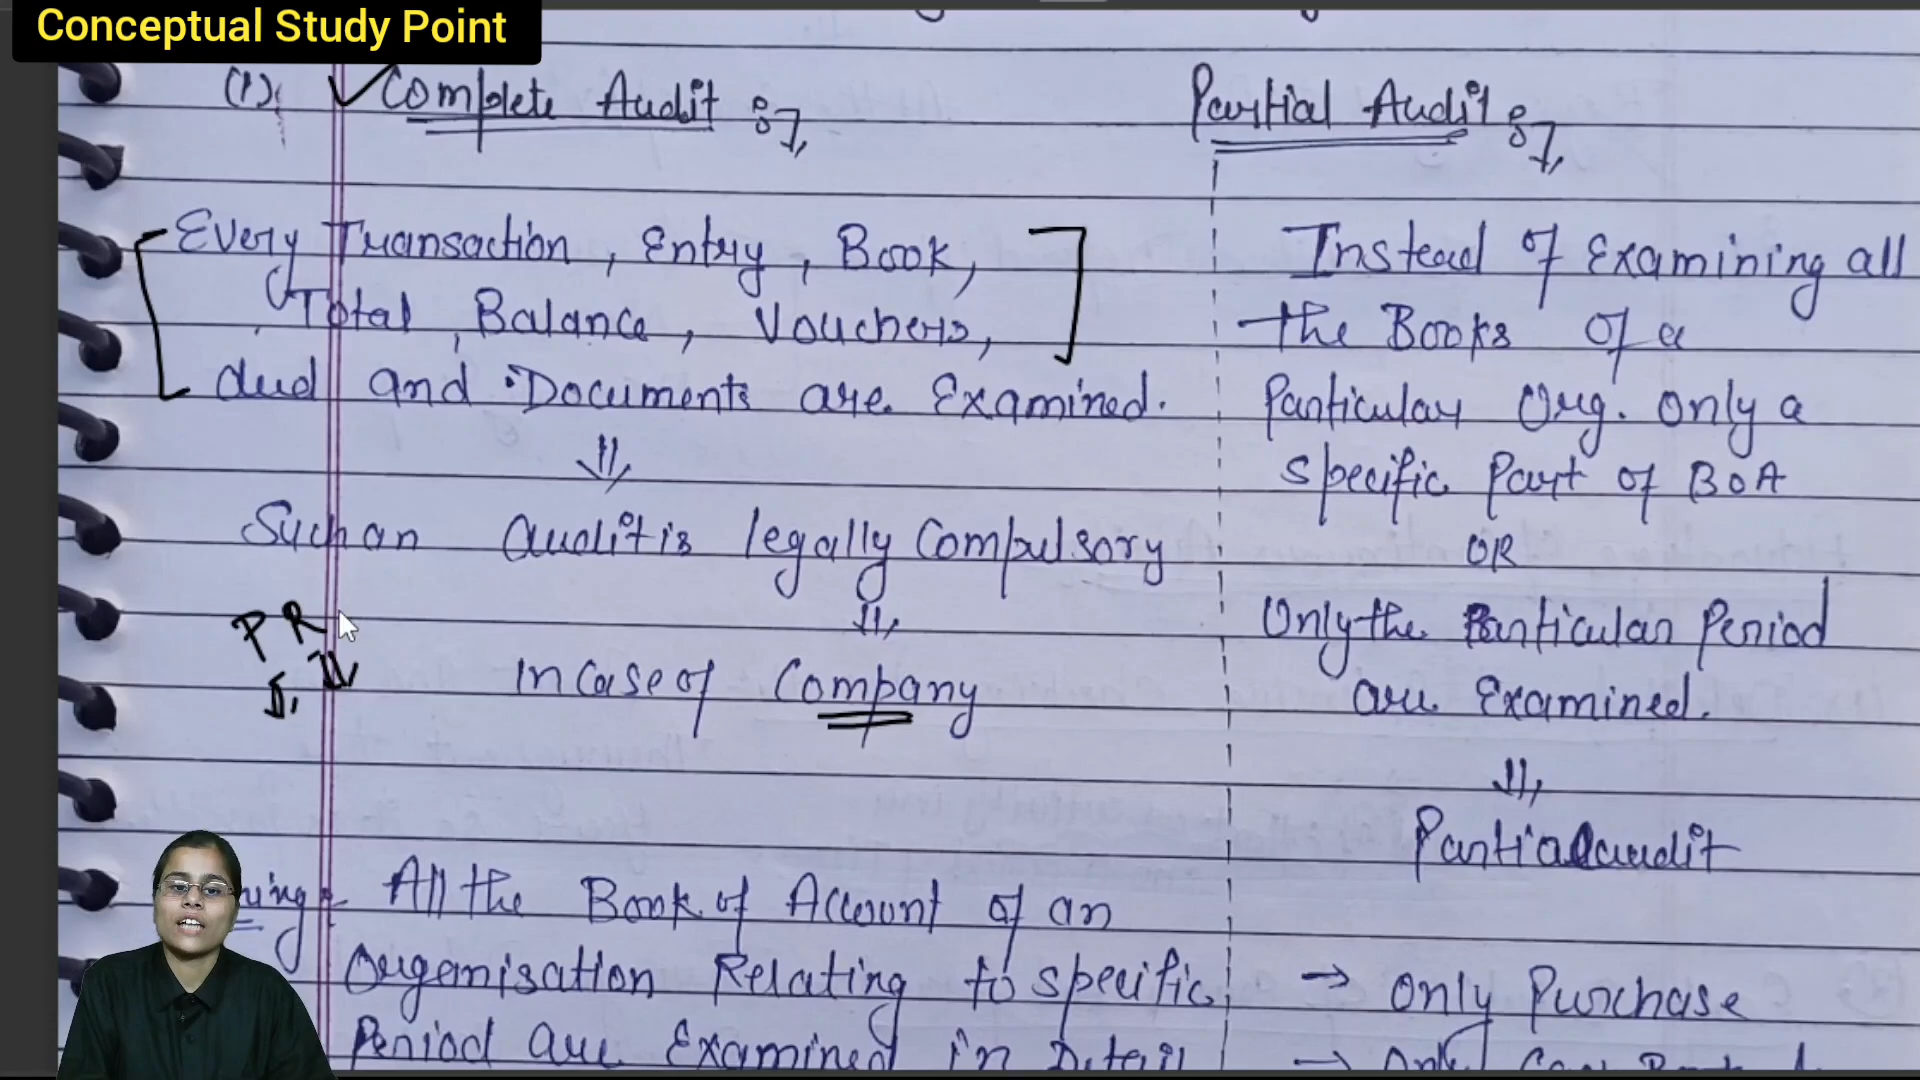 Conceptual Study Point
(1) Complete Audit :-
Every Transaction, Entry, Book,
Total, Balance, Vouchers,
and Documents are Examined.
Such an audit is legally Compulsory
PR
in Case of Company
All the Book of Account of an
Organisation Relating to specific
Period are Examined in Detail
Partial Audit :-
Instead of Examining all
the Books of a
Particular Org. Only a
specific Part of BOA
OR
Only the Particular Period
are Examined.
Partial audit
→ Only Purchase
→ Only